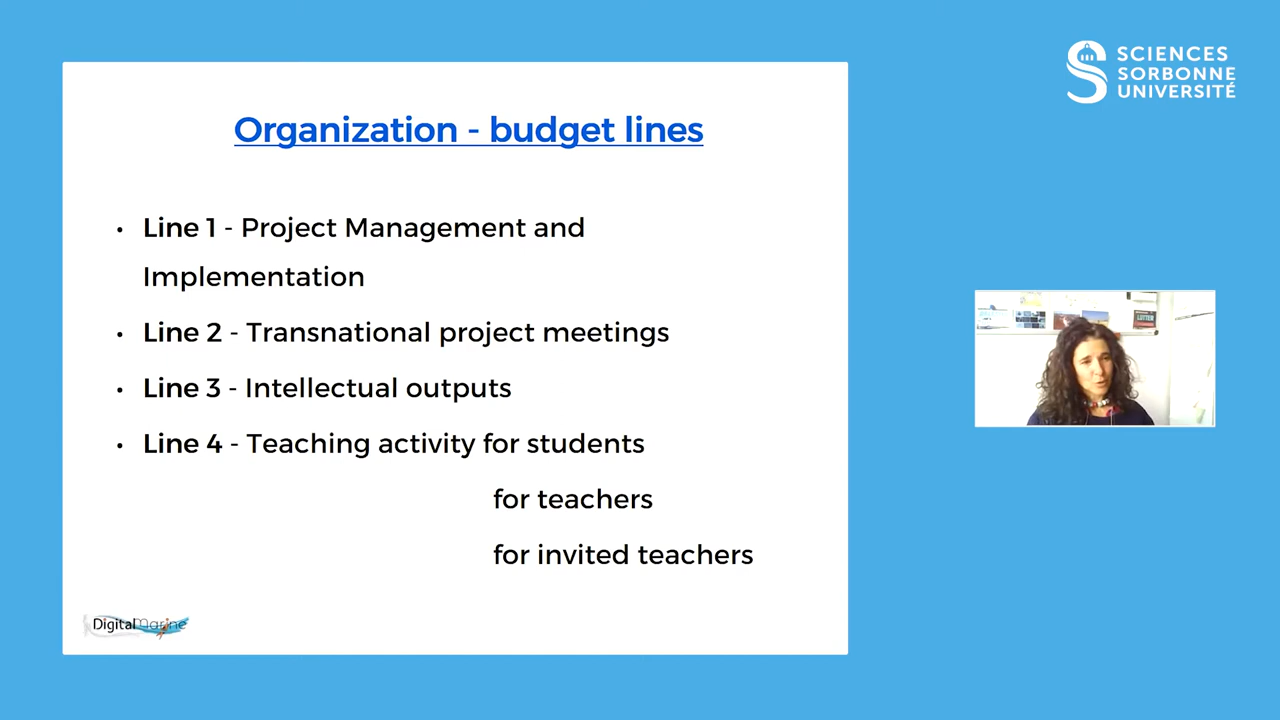 SCIENCES
SORBONNE
UNIVERSITÉ
Organization - budget lines
• Line 1 - Project Management and
Implementation
• Line 2 - Transnational project meetings
• Line 3 - Intellectual outputs
• Line 4 - Teaching activity for students
for teachers
for invited teachers
DigitalMarine